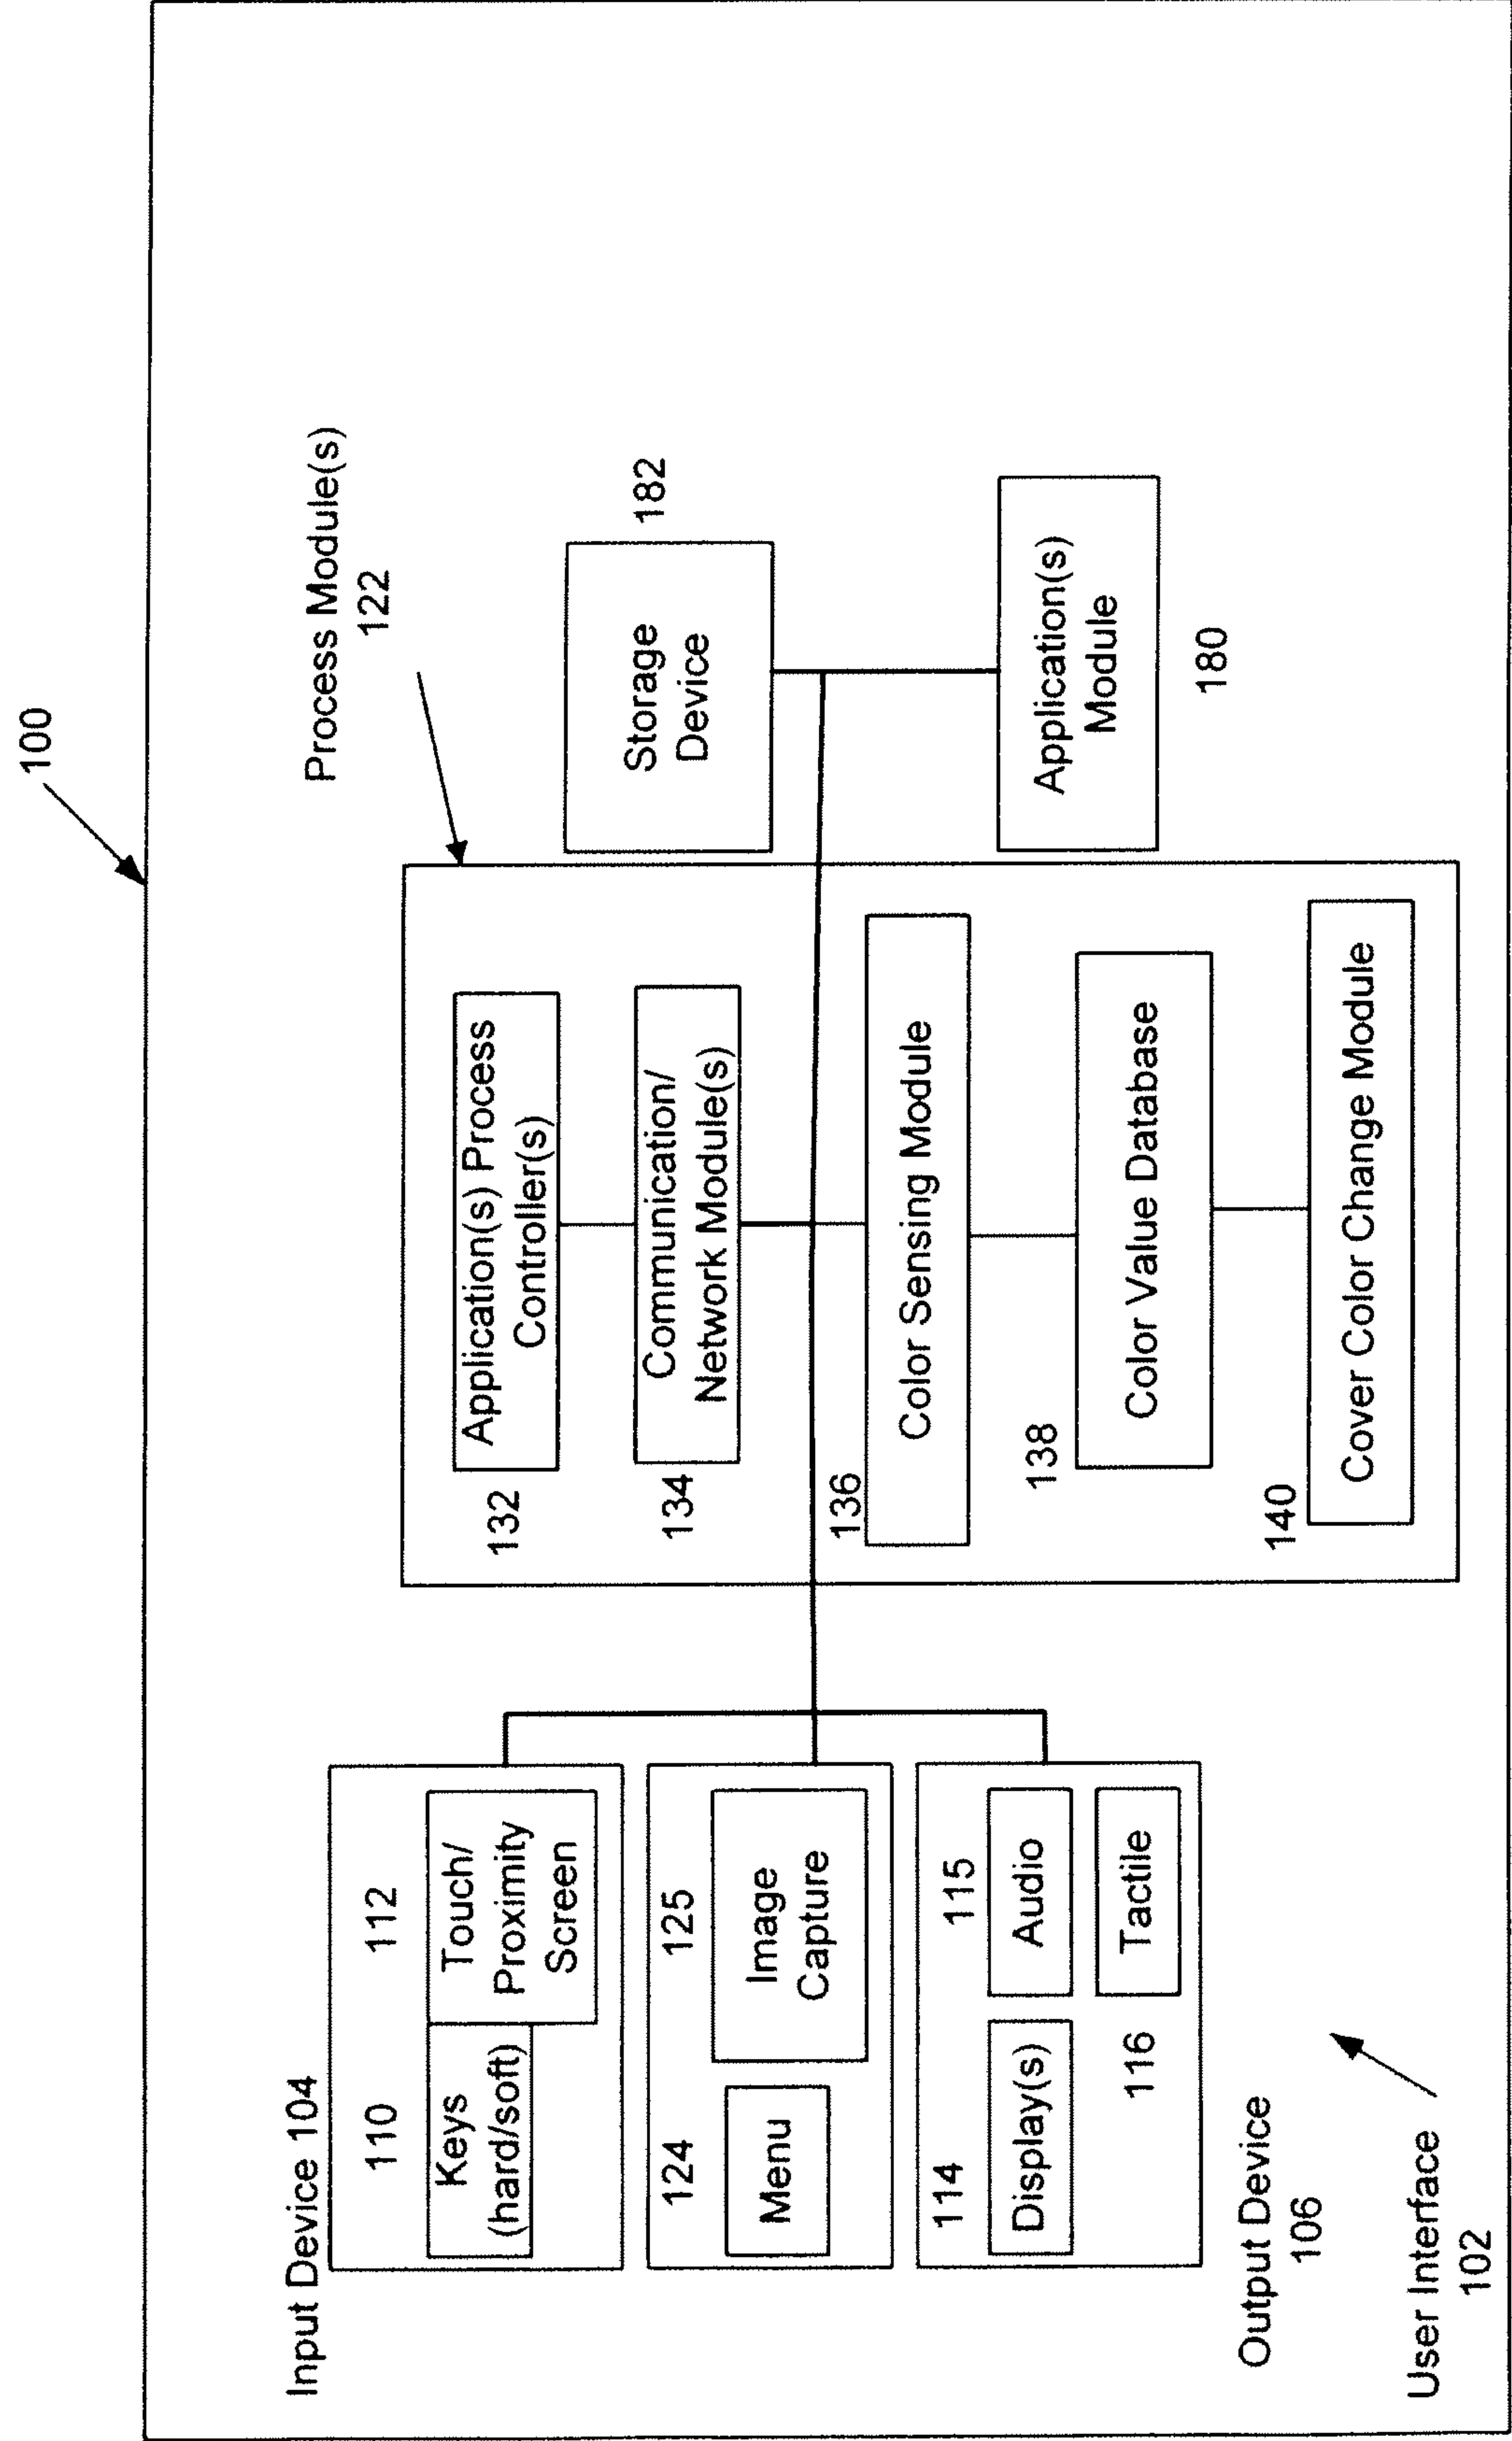 100
Input Device 104
110
Keys
(hard/soft)
112
Touch/
Proximity
Screen
124
Menu
125
Image
Capture
114
Display(s)
115
Audio
116
Tactile
Output Device
106
User Interface
102
Process Module(s)
122
132
Application(s) Process
Controller(s)
134
Communication/
Network Module(s)
136
Color Sensing Module
138
Color Value Database
140
Cover Color Change Module
Storage
Device
182
Application(s)
Module
180